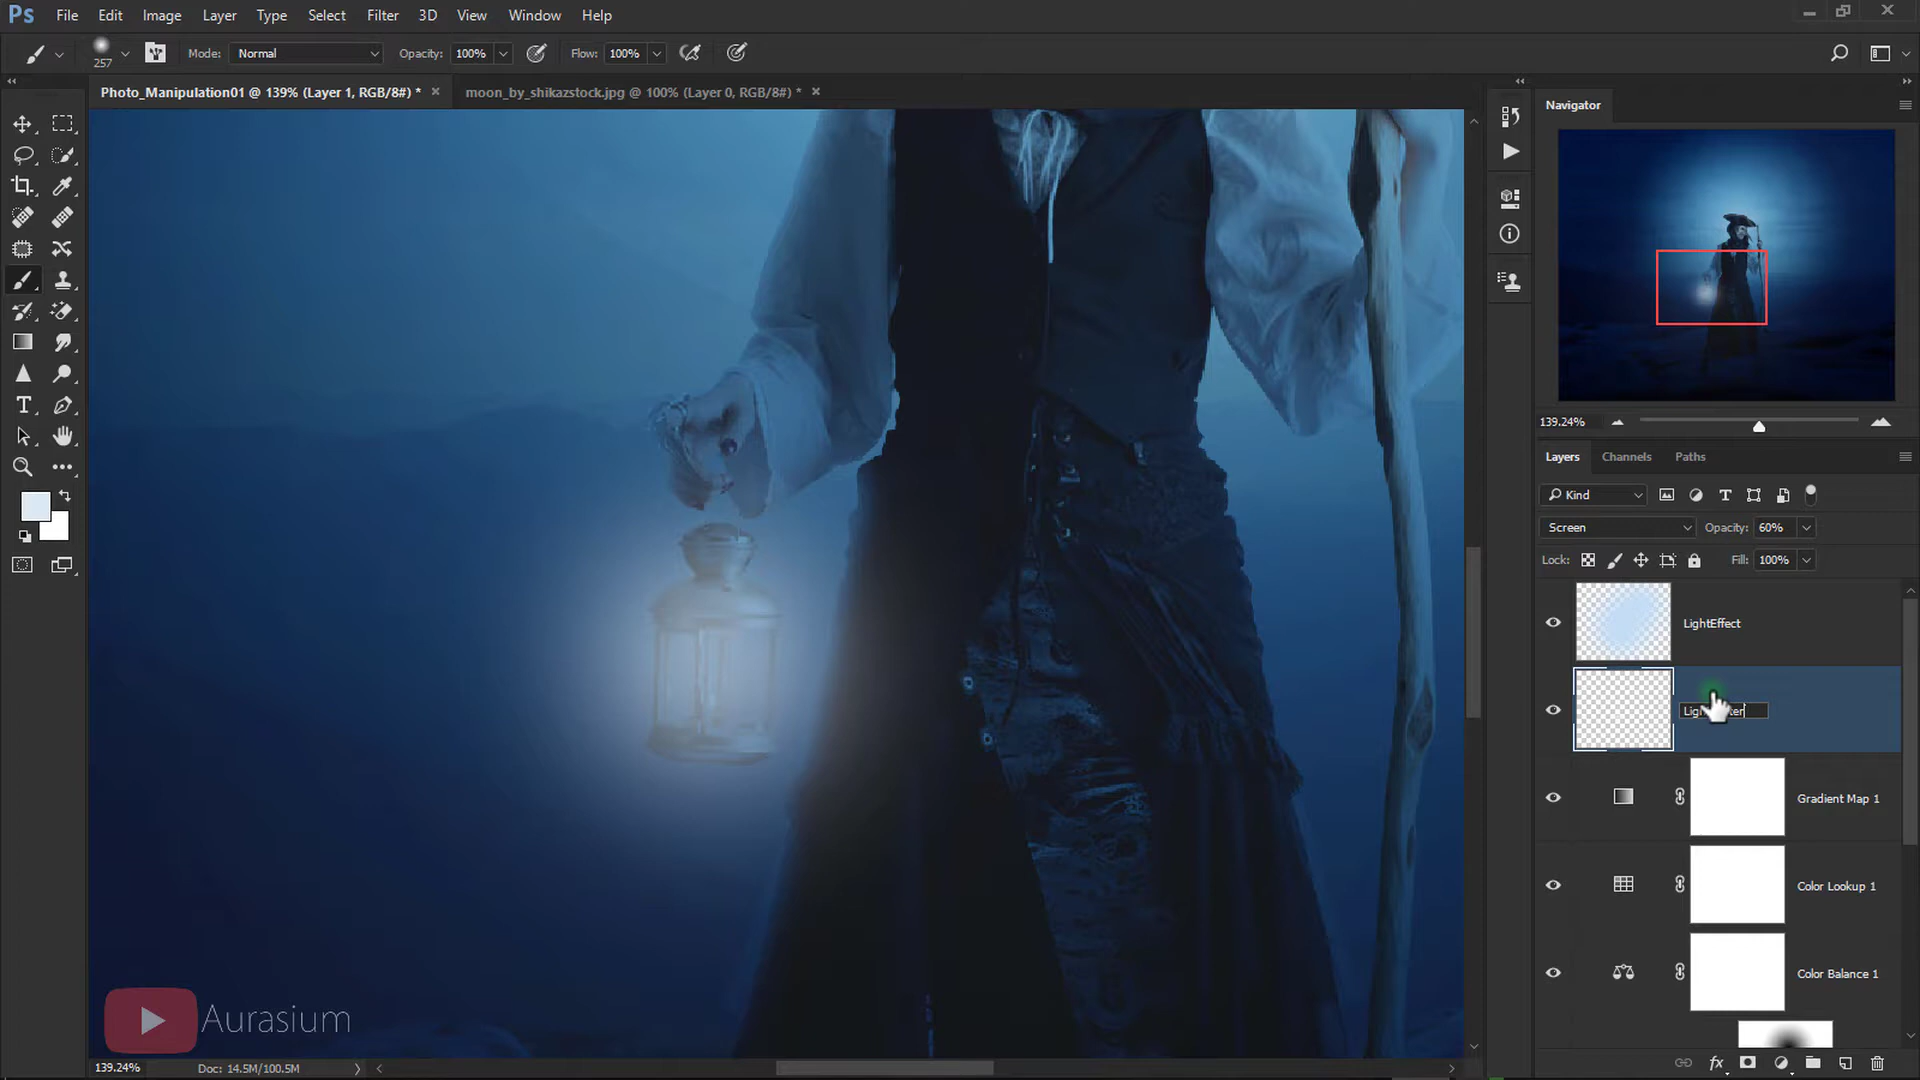 Ps File Edit Image Layer Type Select Filter 3D View Window Help
257 Mode: Normal Opacity: 100% Flow: 100%
Photo_Manipulation01 @ 139% (Layer 1, RGB/8#) * × moon_by_shikazstock.jpg @ 100% (Layer 0, RGB/8#) * ×
Navigator
139.24%
Layers Channels Paths
Kind
Screen Opacity: 60%
Lock: Fill: 100%
LightEffect
Gradient Map 1
Color Lookup 1
Color Balance 1
Aurasium
139.24% Doc: 14.5M/100.5M